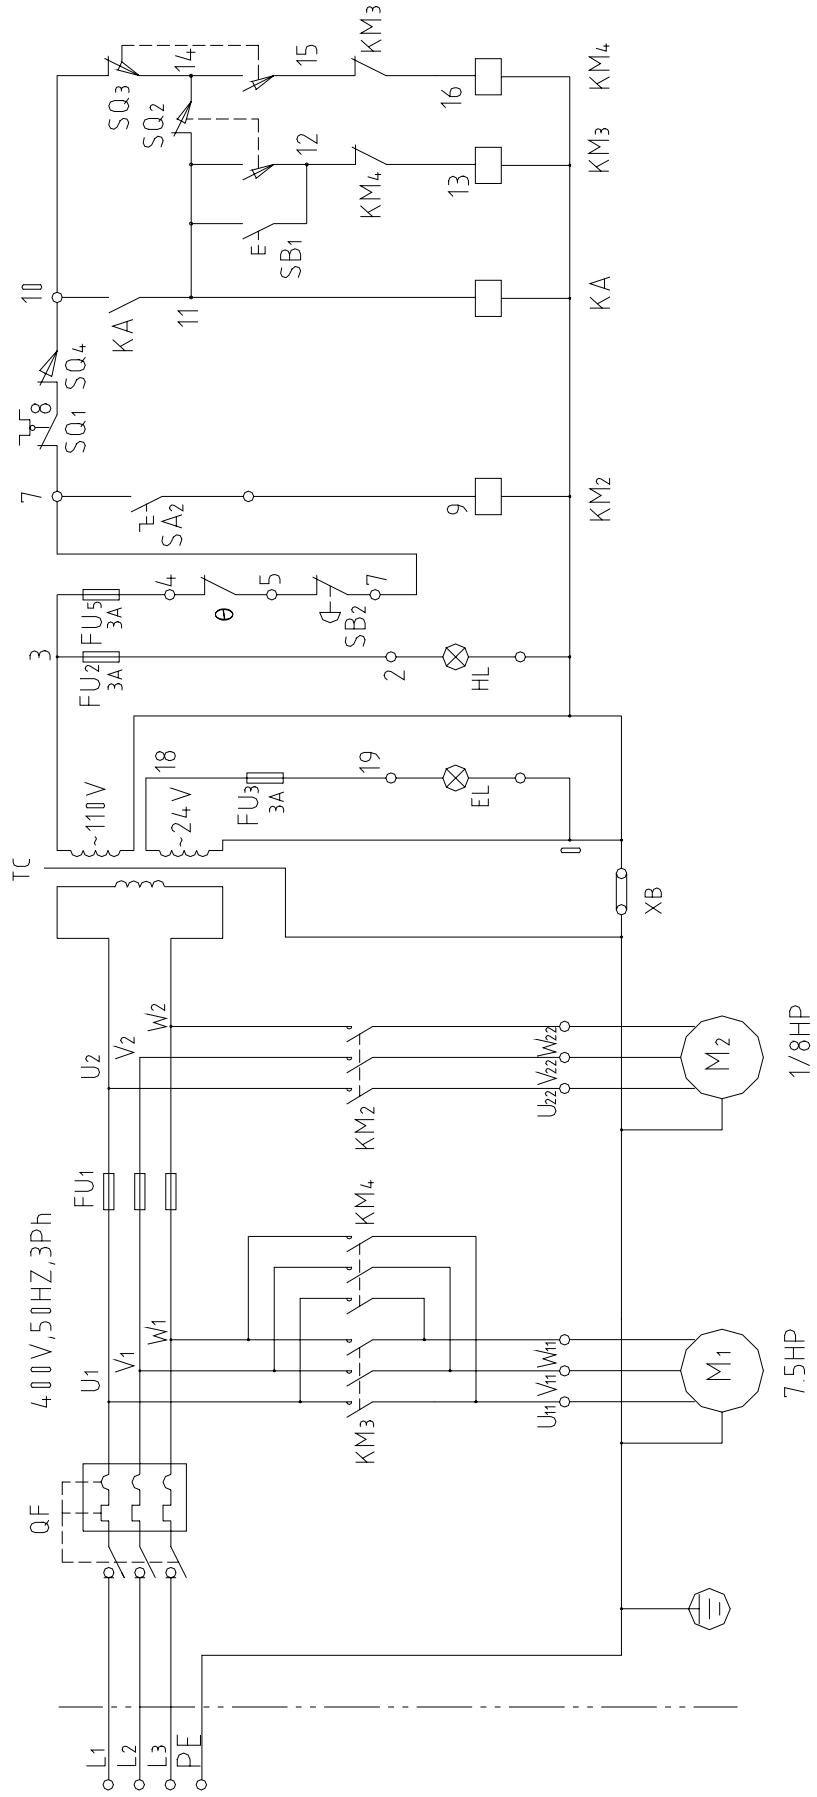 L1
L2
L3
PE
QF
400V,50HZ,3Ph
U1
V1
W1
KM3
KM4
U11
V11
W11
M1
7.5HP
FU1
U2
V2
W2
KM2
U22
V22
W22
M2
1/8HP
TC
XB
~110V
~24V
0
18
FU3
3A
19
EL
3
FU2
3A
2
HL
FU5
3A
4
θ
5
SB2
7
7
SA2
9
KM2
SQ1
8
SQ4
10
KA
11
KA
E
SB1
SQ2
12
KM4
13
KM3
SQ3
14
15
KM3
16
KM4